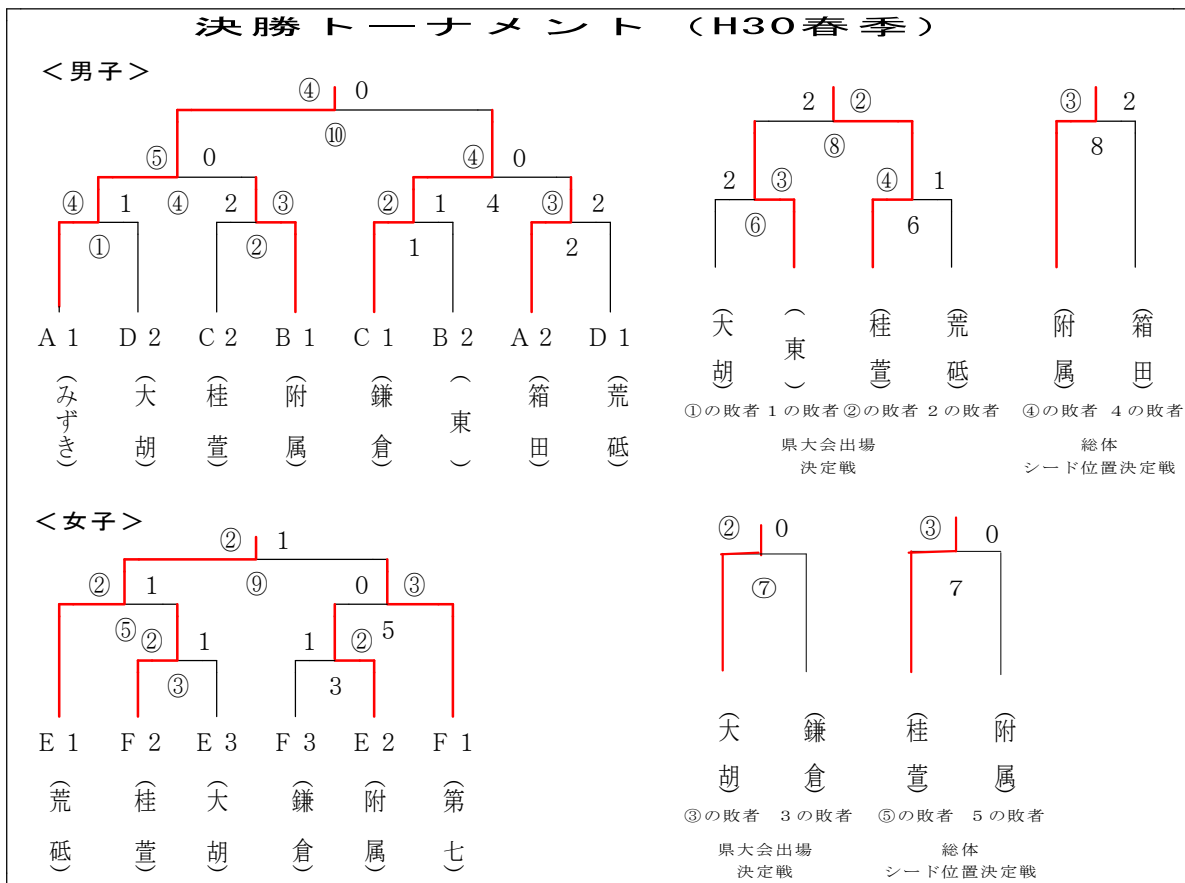 決勝トーナメント（H30春季）
＜男子＞
④ 0
⑩
⑤ 0
④ 0
④ 1 ④ 2 ③
② 1 4 ③ 2
① ② 1 2
A1 D2 C2 B1 C1 B2 A2 D1
（みずき） （大胡） （桂萱） （附属） （鎌倉） （東） （箱田） （荒砥）
2 ②
⑧
2 ③ ④ 1
⑥ 6
（大胡） （東） （桂萱） （荒砥）
①の敗者 1の敗者 ②の敗者 2の敗者
県大会出場
決定戦
③ 2
8
（附属） （箱田）
④の敗者 4の敗者
総体
シード位置決定戦
＜女子＞
② 1
⑨
② 1 0 ③
⑤ ② 1 1 ② 5
③ 3
E1 F2 E3 F3 E2 F1
（荒砥） （桂萱） （大胡） （鎌倉） （附属） （第七）
② 0
⑦
（大胡） （鎌倉）
③の敗者 3の敗者
県大会出場
決定戦
③ 0
7
（桂萱） （附属）
⑤の敗者 5の敗者
総体
シード位置決定戦